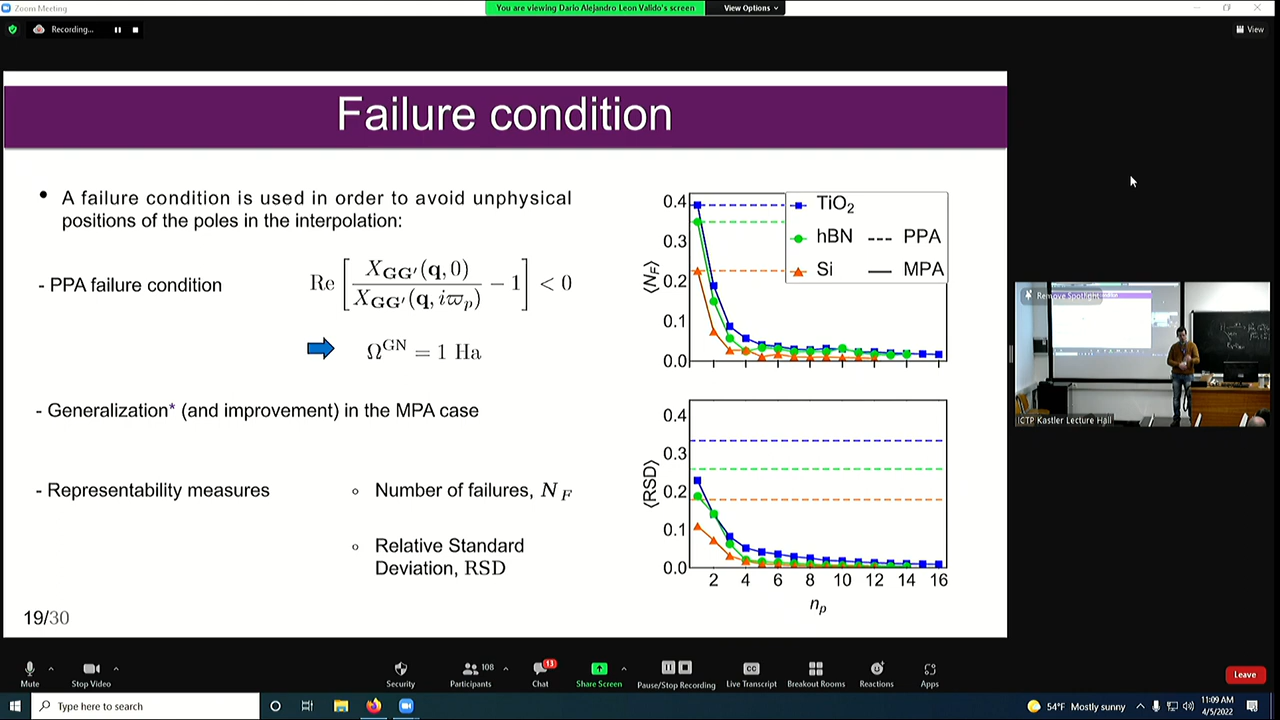 Zoom Meeting
You are viewing Dario Alejandro Leon Valido's screen
View Options
Recording...
View
Failure condition
• A failure condition is used in order to avoid unphysical
positions of the poles in the interpolation:
- PPA failure condition
Re [ X_GG'(q, 0) / X_GG'(q, iϖ_p) − 1 ] < 0
Ω^GN = 1 Ha
- Generalization* (and improvement) in the MPA case
- Representability measures
○ Number of failures, N_F
○ Relative Standard
Deviation, RSD
19/30
⟨N_F⟩
0.4
0.3
0.2
0.1
0.0
TiO₂
hBN
Si
PPA
MPA
⟨RSD⟩
0.4
0.3
0.2
0.1
0.0
2 4 6 8 10 12 14 16
n_p
Remove Spotlight
ICTP Kastler Lecture Hall
Mute
Stop Video
Security
Participants
108
Chat
13
Share Screen
Pause/Stop Recording
CC
Live Transcript
Breakout Rooms
Reactions
Apps
Leave
Type here to search
54°F Mostly sunny
11:09 AM
4/5/2022